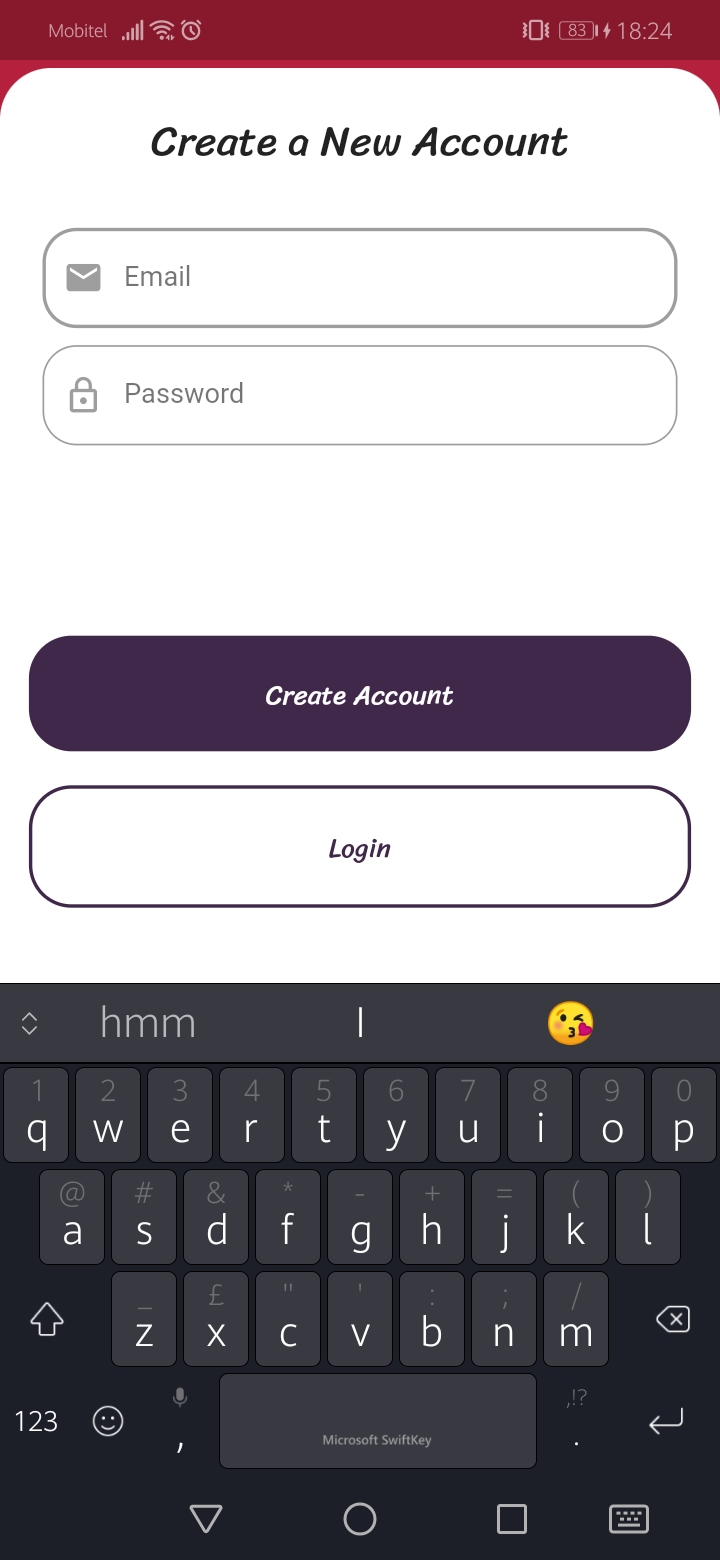 Mobitel 83 18:24
Create a New Account
Email
Password
Create Account
Login
hmm I 😘
1 2 3 4 5 6 7 8 9 0
q w e r t y u i o p
@ # & * - + = ( )
a s d f g h j k l
_ £ " ' : ; /
z x c v b n m
,!?
123 , Microsoft SwiftKey .